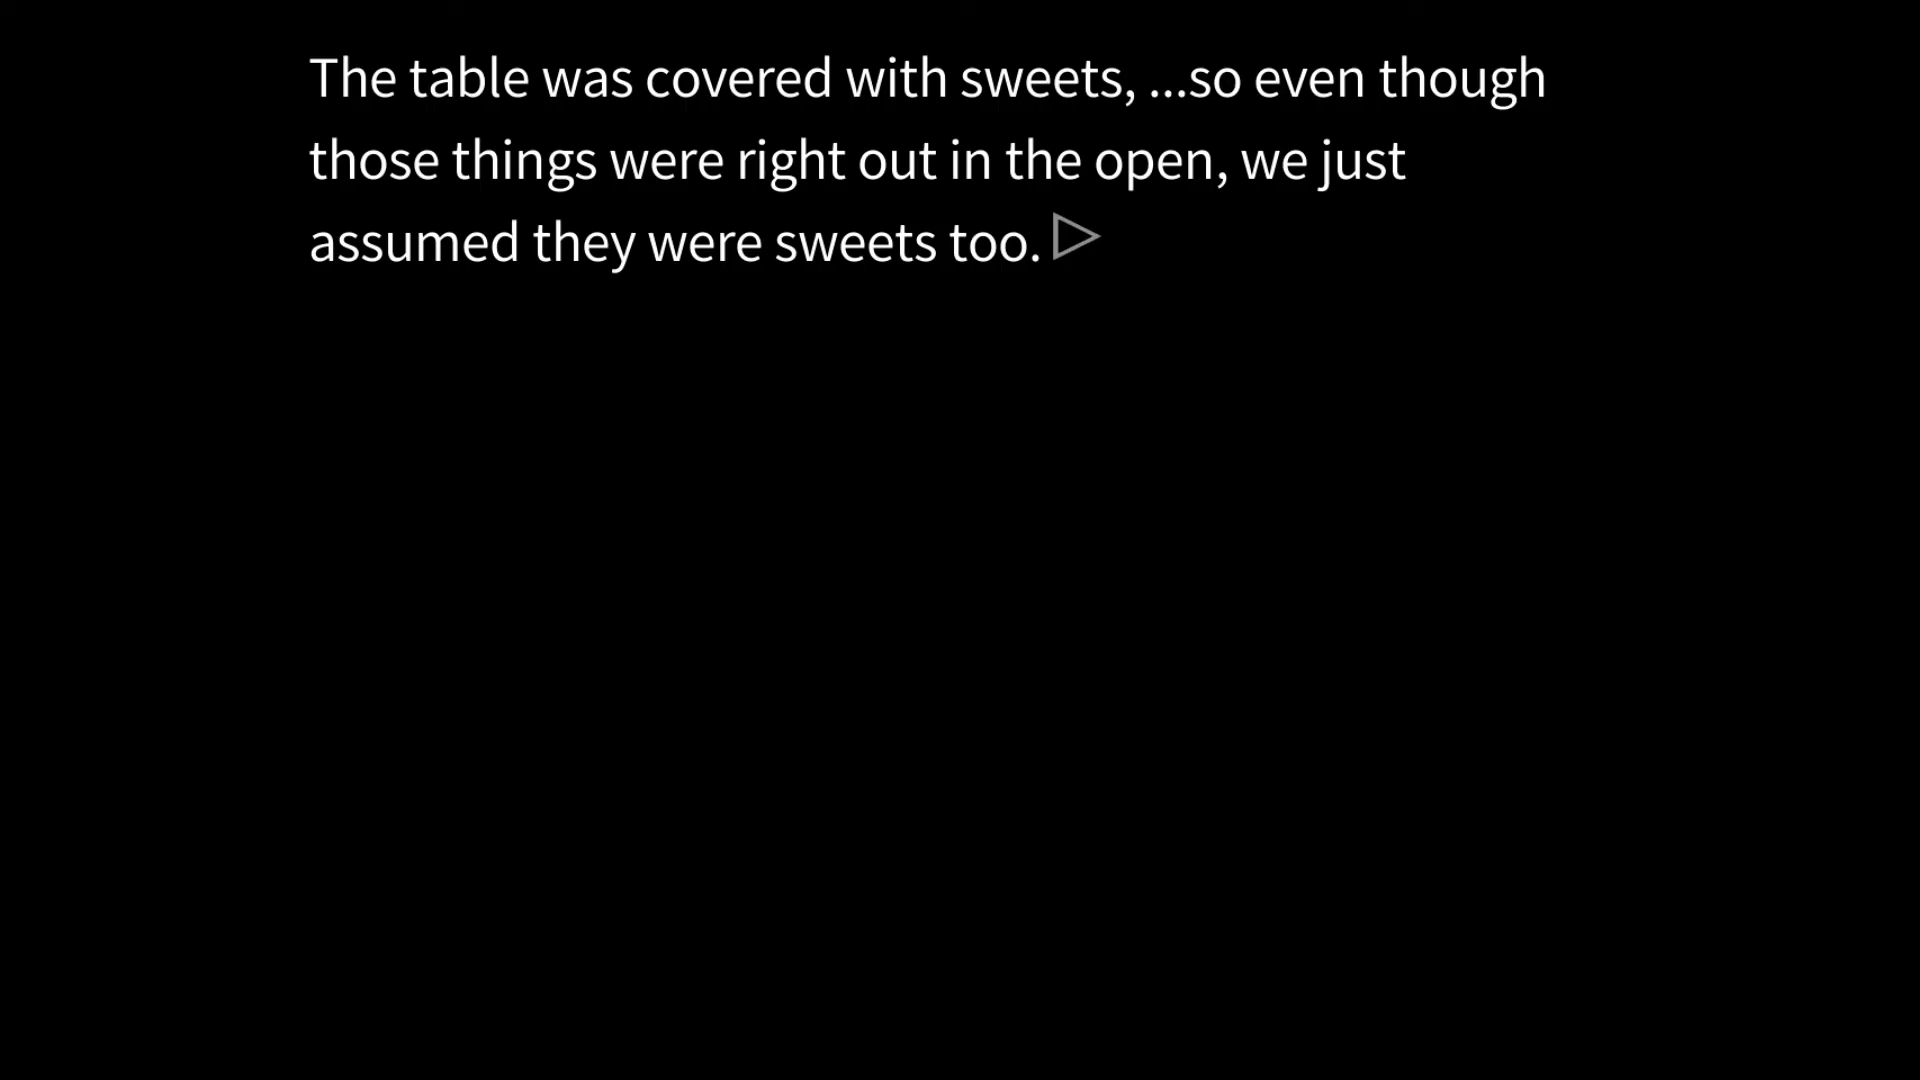 The table was covered with sweets, ...so even though
those things were right out in the open, we just
assumed they were sweets too.